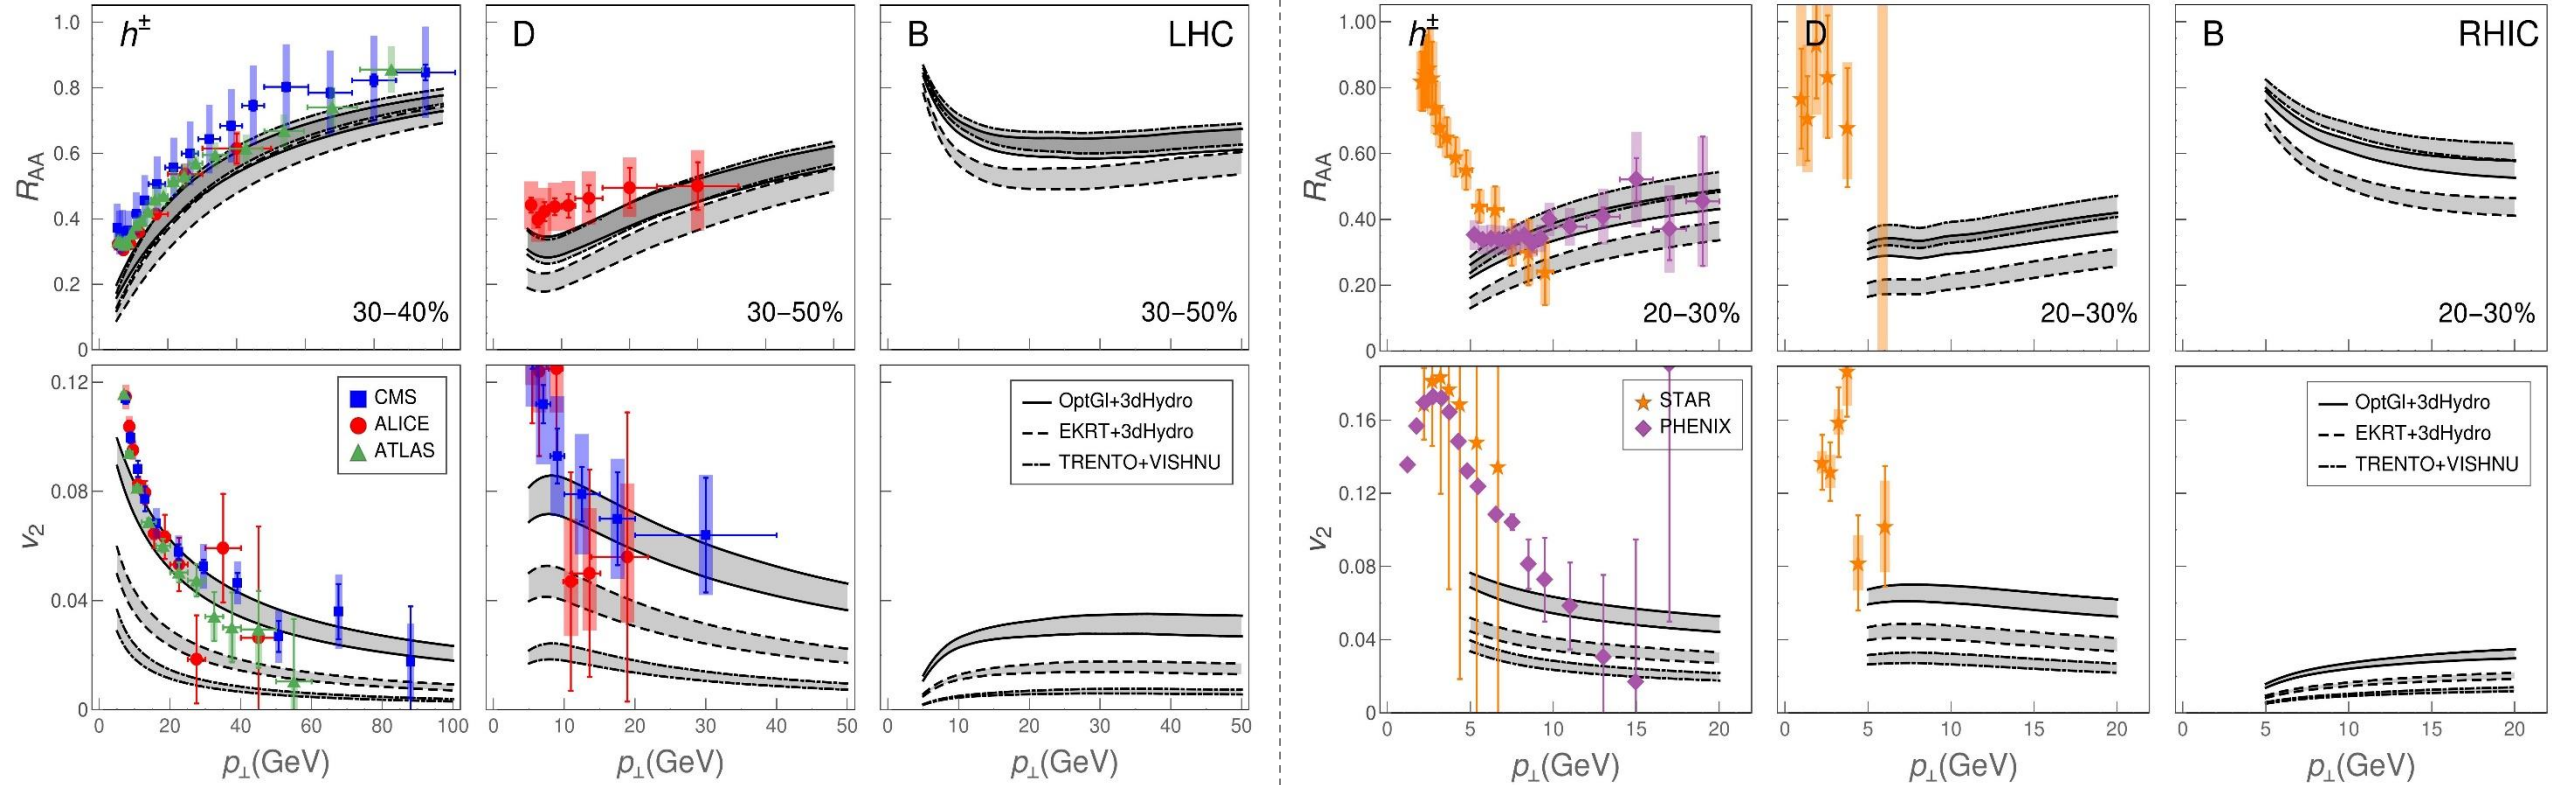 h± D B LHC
R_AA
1.0
0.8
0.6
0.4
0.2
0
30−40% 30−50% 30−50%
h± D B RHIC
R_AA
1.00
0.80
0.60
0.40
0.20
0
20−30% 20−30% 20−30%
v₂
0.12
0.08
0.04
0
CMS
ALICE
ATLAS
OptGl+3dHydro
EKRT+3dHydro
TRENTO+VISHNU
0 20 40 60 80 100 0 10 20 30 40 50 0 10 20 30 40 50
p⊥(GeV) p⊥(GeV) p⊥(GeV)
v₂
0.16
0.12
0.08
0.04
0
STAR
PHENIX
OptGl+3dHydro
EKRT+3dHydro
TRENTO+VISHNU
0 5 10 15 20 0 5 10 15 20 0 5 10 15 20
p⊥(GeV) p⊥(GeV) p⊥(GeV)